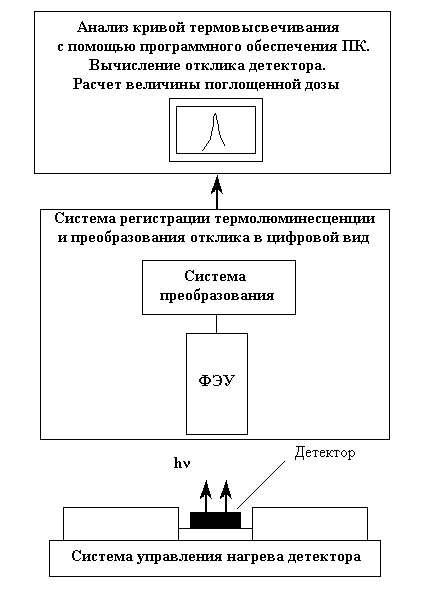 Анализ кривой термовысвечивания
с помощью программного обеспечения ПК.
Вычисление отклика детектора.
Расчет величины поглощенной дозы
Система регистрации термолюминесценции
и преобразования отклика в цифровой вид
Система
преобразования
ФЭУ
hν
Детектор
Система управления нагрева детектора